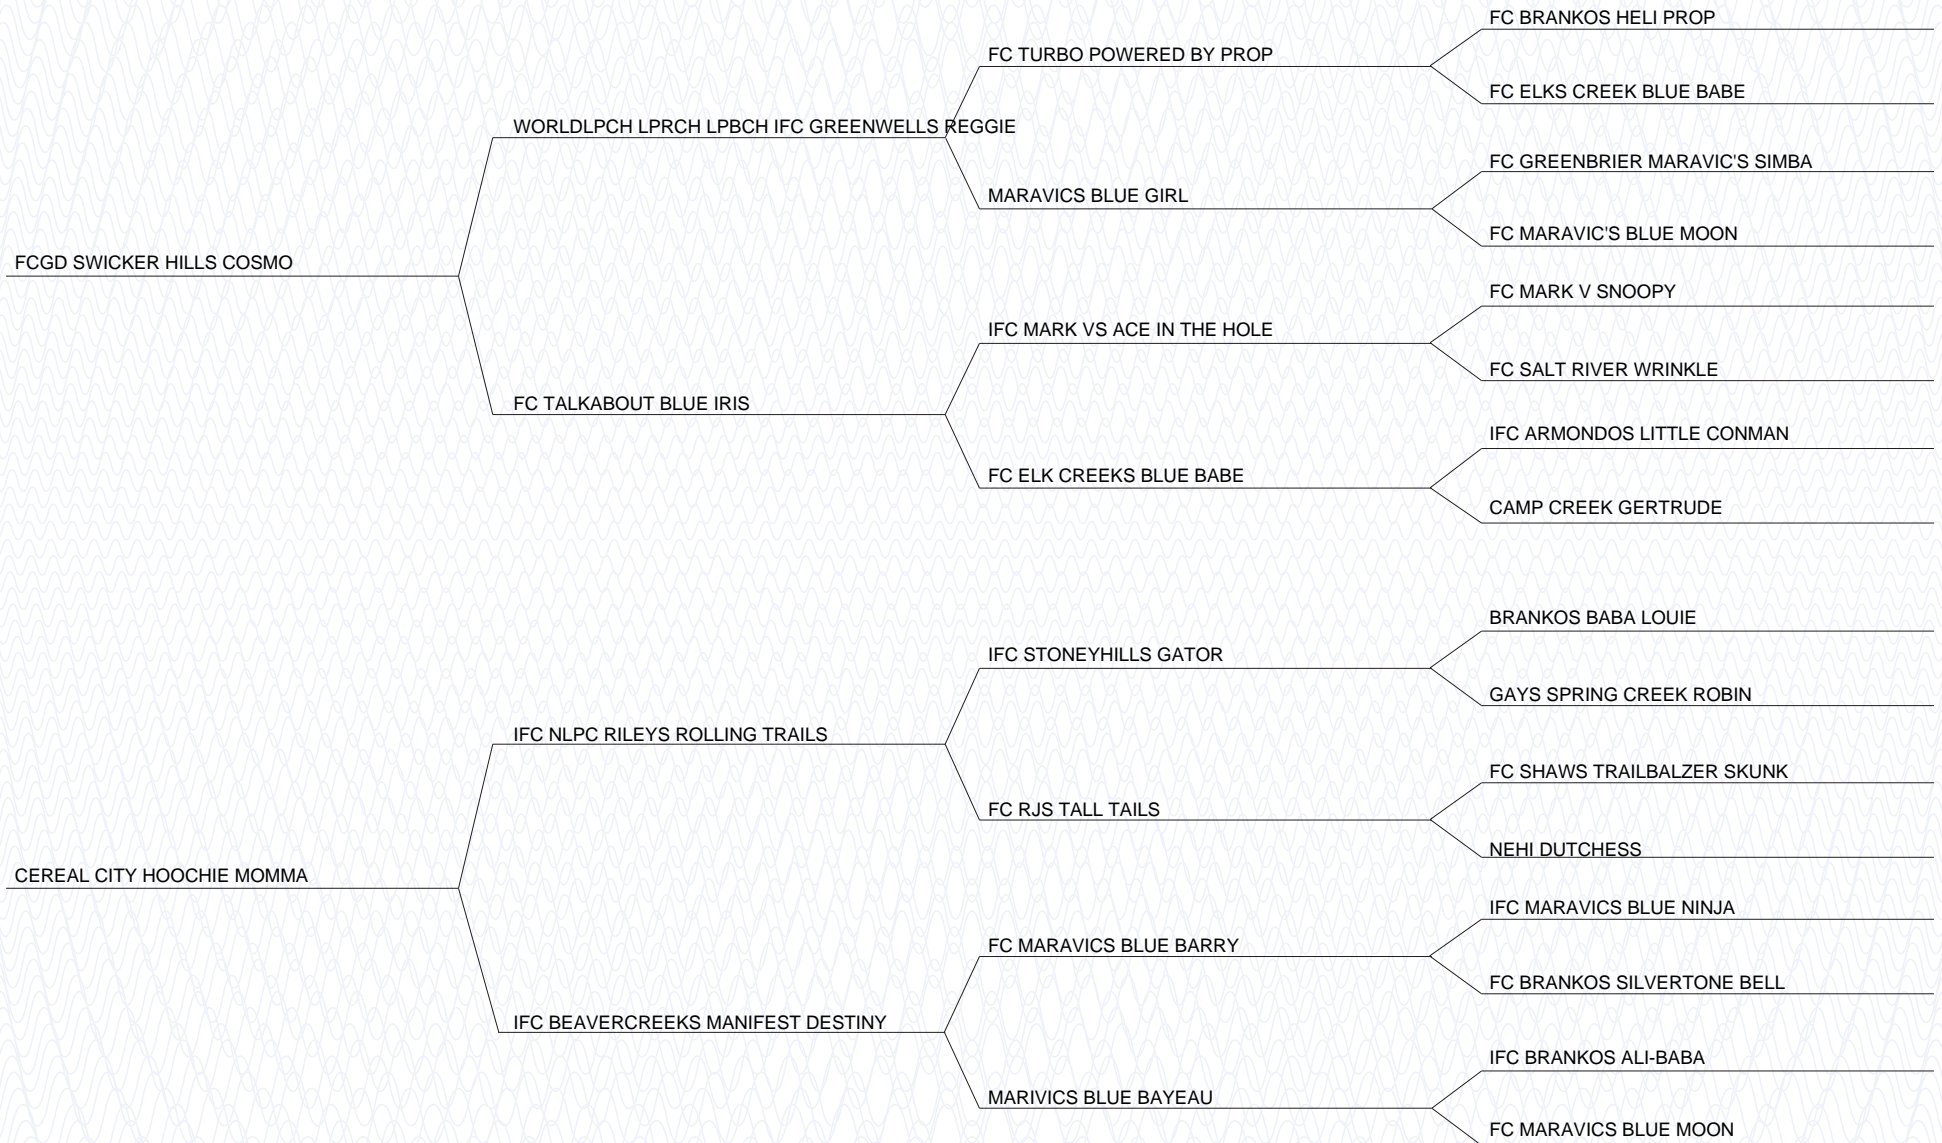 FC BRANKOS HELI PROP
FC TURBO POWERED BY PROP
FC ELKS CREEK BLUE BABE
WORLDLPCH LPRCH LPBCH IFC GREENWELLS REGGIE
FC GREENBRIER MARAVIC'S SIMBA
MARAVICS BLUE GIRL
FC MARAVIC'S BLUE MOON
FCGD SWICKER HILLS COSMO
FC MARK V SNOOPY
IFC MARK VS ACE IN THE HOLE
FC SALT RIVER WRINKLE
FC TALKABOUT BLUE IRIS
IFC ARMONDOS LITTLE CONMAN
FC ELK CREEKS BLUE BABE
CAMP CREEK GERTRUDE
BRANKOS BABA LOUIE
IFC STONEYHILLS GATOR
GAYS SPRING CREEK ROBIN
IFC NLPC RILEYS ROLLING TRAILS
FC SHAWS TRAILBALZER SKUNK
FC RJS TALL TAILS
NEHI DUTCHESS
CEREAL CITY HOOCHIE MOMMA
IFC MARAVICS BLUE NINJA
FC MARAVICS BLUE BARRY
FC BRANKOS SILVERTONE BELL
IFC BEAVERCREEKS MANIFEST DESTINY
IFC BRANKOS ALI-BABA
MARIVICS BLUE BAYEAU
FC MARAVICS BLUE MOON